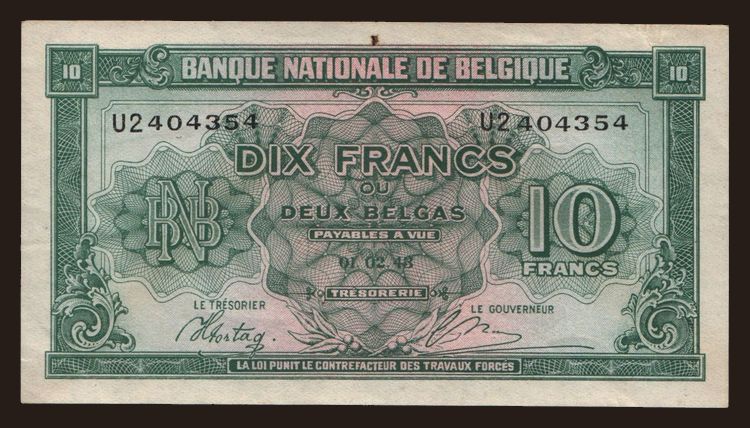 10 BANQUE NATIONALE DE BELGIQUE 10
U2404354 U2404354
DIX FRANCS
OU
DEUX BELGAS
PAYABLES A VUE
BNB
10
FRANCS
01 02 43
TRÉSORERIE
LE TRÉSORIER
LE GOUVERNEUR
LA LOI PUNIT LE CONTREFACTEUR DES TRAVAUX FORCÉS